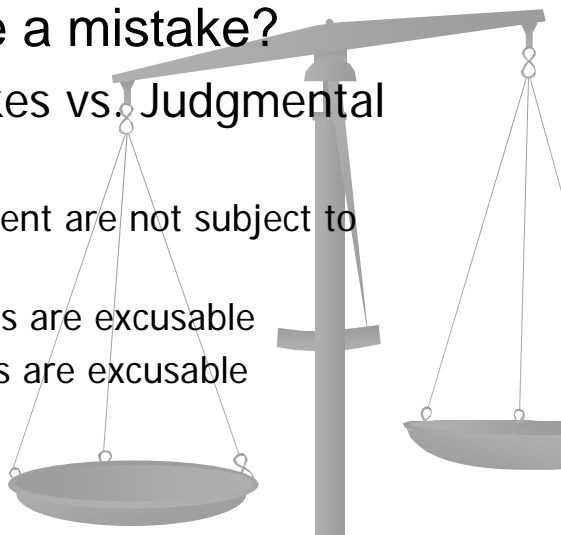 e a mistake?
kes vs. Judgmental
ent are not subject to
s are excusable
s are excusable